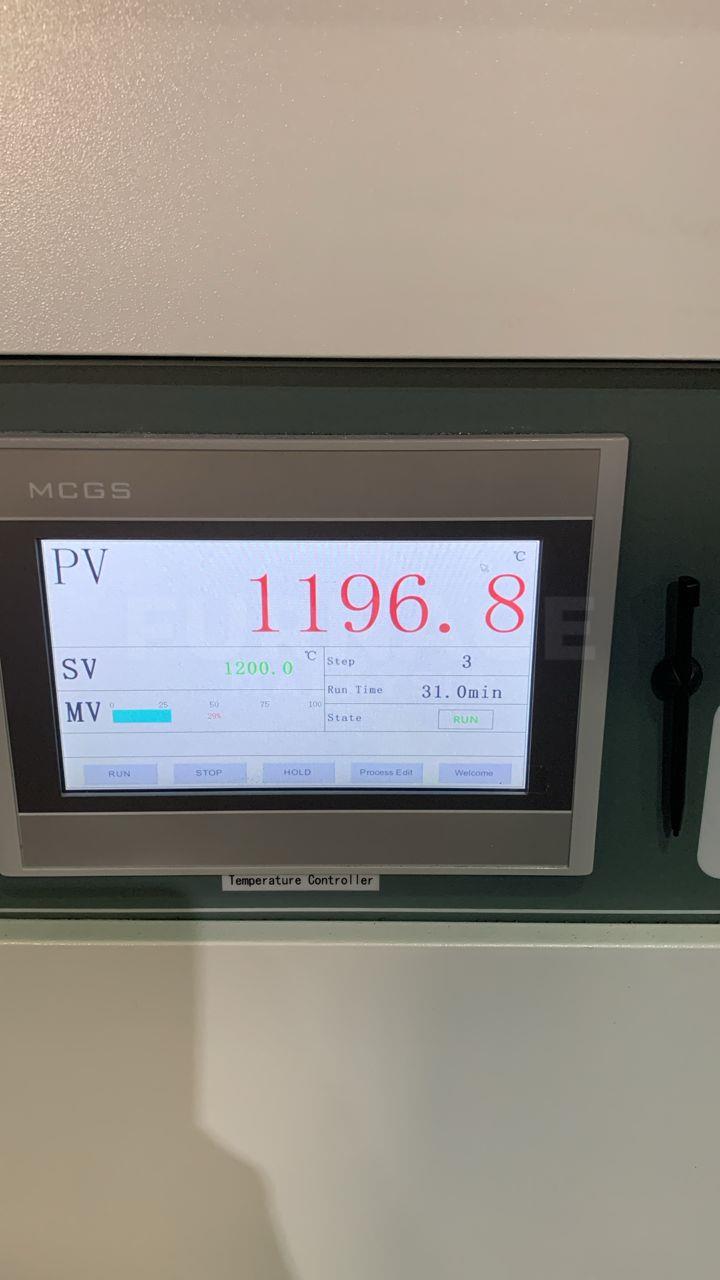 MCGS
PV
℃
1196.8
SV
1200.0
℃
MV
0 25 50 75 100
29%
Step 3
Run Time 31.0min
State RUN
RUN STOP HOLD Process Edit Welcome
Temperature Controller